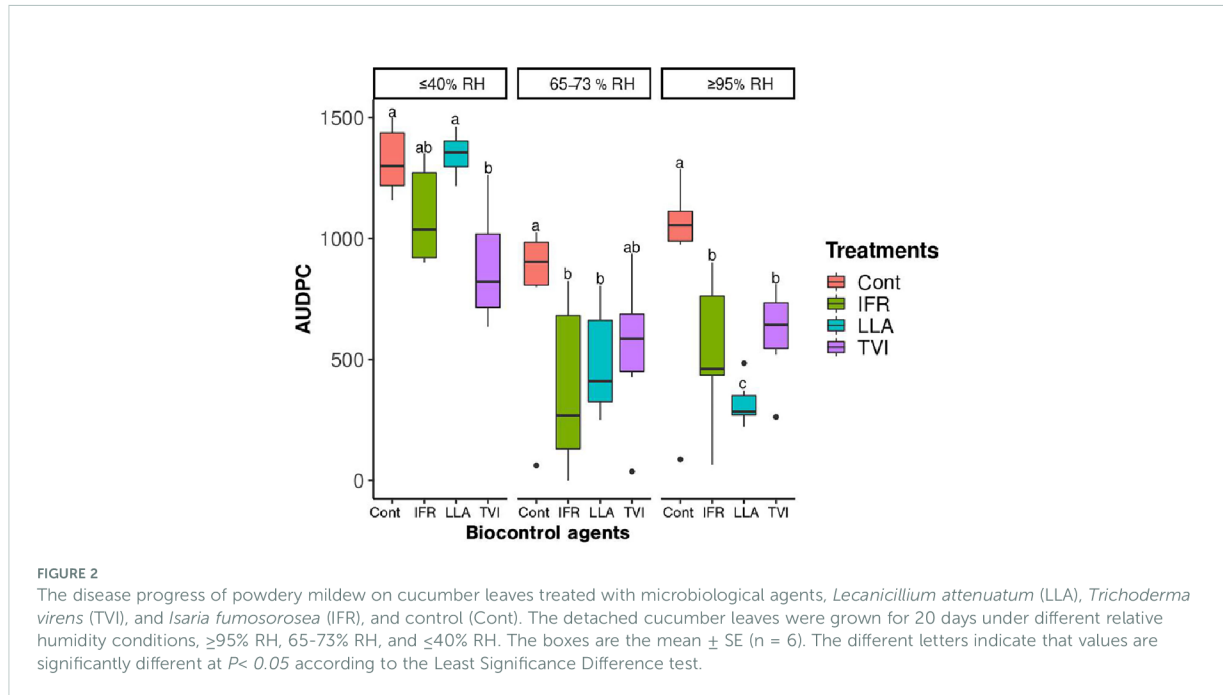 ≤40% RH
65–73 % RH
≥95% RH
1500
1000
500
0
AUDPC
a
ab
a
b
a
b
b
ab
a
b
c
b
Cont IFR LLA TVI
Cont IFR LLA TVI
Cont IFR LLA TVI
Biocontrol agents
Treatments
Cont
IFR
LLA
TVI
FIGURE 2
The disease progress of powdery mildew on cucumber leaves treated with microbiological agents, Lecanicillium attenuatum (LLA), Trichoderma
virens (TVI), and Isaria fumosorosea (IFR), and control (Cont). The detached cucumber leaves were grown for 20 days under different relative
humidity conditions, ≥95% RH, 65-73% RH, and ≤40% RH. The boxes are the mean ± SE (n = 6). The different letters indicate that values are
significantly different at P< 0.05 according to the Least Significance Difference test.